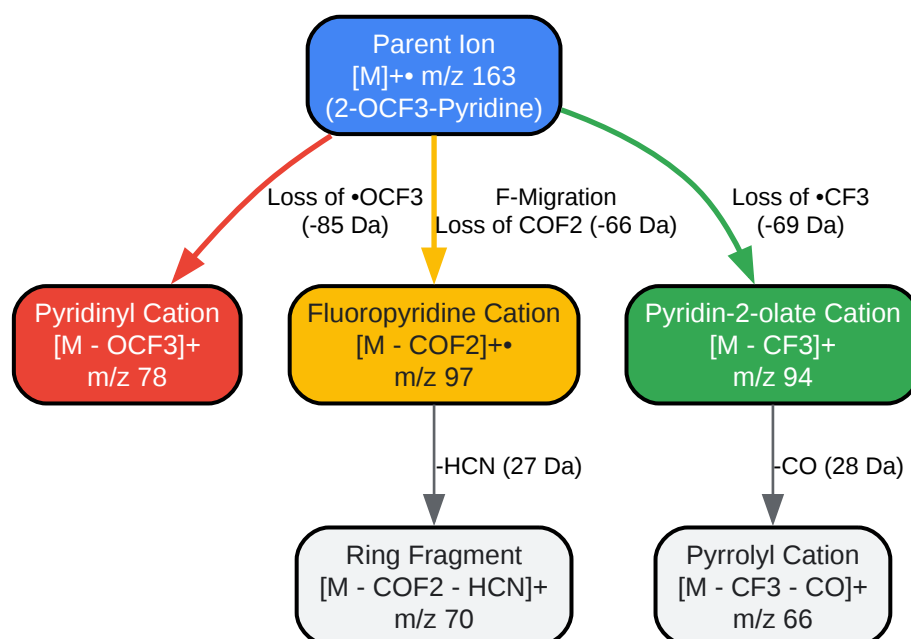 Parent Ion
[M]+• m/z 163
(2-OCF3-Pyridine)
Loss of •OCF3
(-85 Da)
F-Migration
Loss of COF2 (-66 Da)
Loss of •CF3
(-69 Da)
Pyridinyl Cation
[M - OCF3]+
m/z 78
Fluoropyridine Cation
[M - COF2]+•
m/z 97
Pyridin-2-olate Cation
[M - CF3]+
m/z 94
-HCN (27 Da)
-CO (28 Da)
Ring Fragment
[M - COF2 - HCN]+
m/z 70
Pyrrolyl Cation
[M - CF3 - CO]+
m/z 66